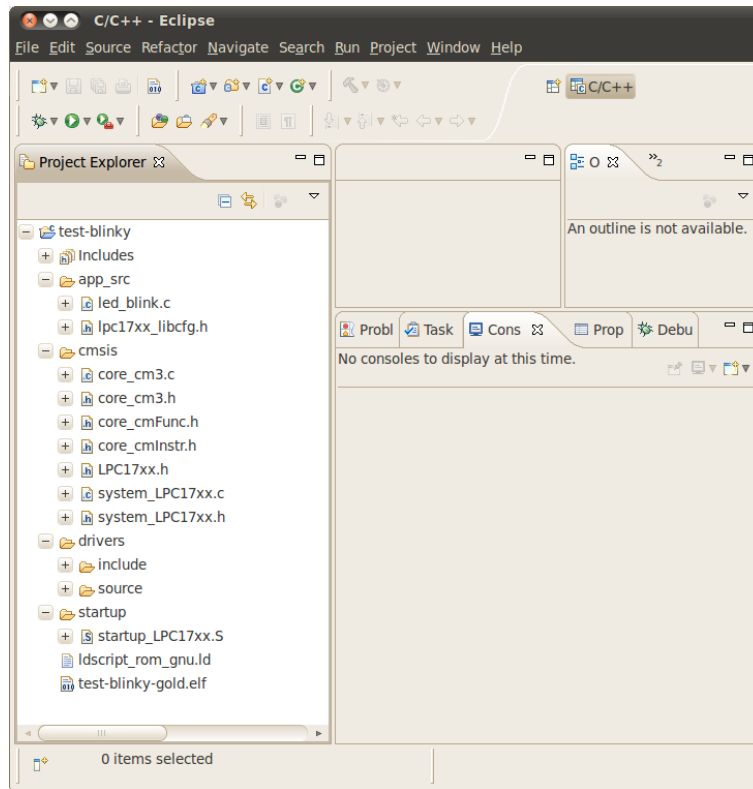 C/C++ - Eclipse
File Edit Source Refactor Navigate Search Run Project Window Help
C/C++
Project Explorer
O
»2
An outline is not available.
test-blinky
Includes
app_src
led_blink.c
lpc17xx_libcfg.h
cmsis
core_cm3.c
core_cm3.h
core_cmFunc.h
core_cmInstr.h
LPC17xx.h
system_LPC17xx.c
system_LPC17xx.h
drivers
include
source
startup
startup_LPC17xx.S
ldscript_rom_gnu.ld
test-blinky-gold.elf
Probl Task Cons Prop Debu
No consoles to display at this time.
0 items selected